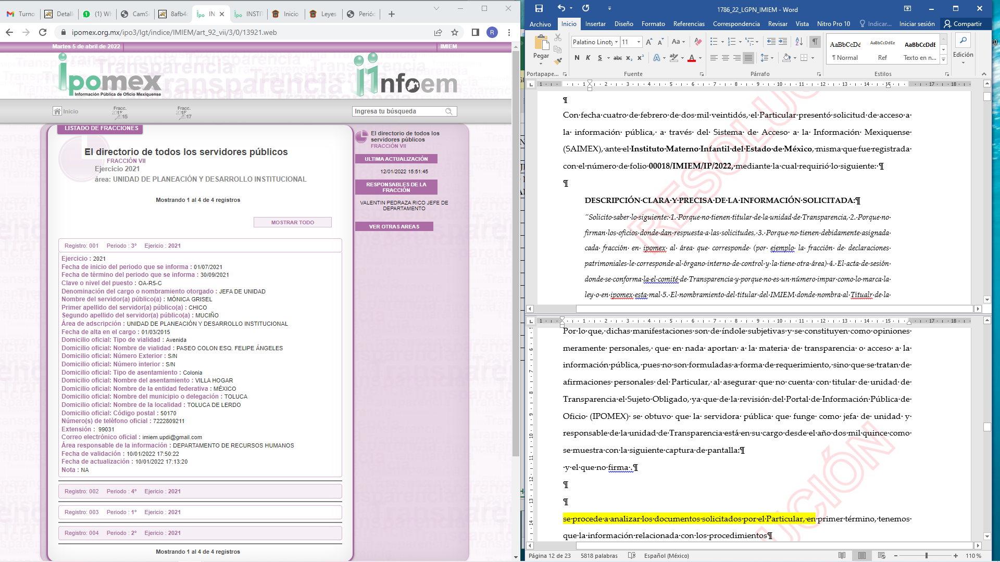 Turno
Detall
(1) Wh
CamSc
8afb4c
IN
INSTIT
Inicio
Leyes
Periód
ipomex.org.mx/ipo3/lgt/indice/IMIEM/art_92_vii/3/0/13921.web
R
Martes 5 de abril de 2022
IMIEM
ipomex
Información Pública de Oficio Mexiquense
infoem
Inicio
Fracc.
Fracc.
Ingresa tu búsqueda
LISTADO DE FRACCIONES
El directorio de todos los servidores públicos
FRACCIÓN VII
Ejercicio 2021
área: UNIDAD DE PLANEACIÓN Y DESARROLLO INSTITUCIONAL
Mostrando 1 al 4 de 4 registros
MOSTRAR TODO
Registro: 001 Periodo : 3º Ejericio : 2021
Ejercicio : 2021
Fecha de inicio del periodo que se informa : 01/07/2021
Fecha de término del periodo que se informa : 30/09/2021
Clave o nivel del puesto : OA-R5-C
Denominación del cargo o nombramiento otorgado : JEFA DE UNIDAD
Nombre del servidor(a) público(a) : MÓNICA GRISEL
Primer apellido del servidor(a) público(a) : CHICO
Segundo apellido del servidor(a) público(a) : MUCIÑO
Área de adscripción : UNIDAD DE PLANEACIÓN Y DESARROLLO INSTITUCIONAL
Fecha de alta en el cargo : 01/03/2015
Domicilio oficial: Tipo de vialidad : Avenida
Domicilio oficial: Nombre de vialidad : PASEO COLON ESQ. FELIPE ÁNGELES
Domicilio oficial: Número Exterior : S/N
Domicilio oficial: Número interior : S/N
Domicilio oficial: Tipo de asentamiento : Colonia
Domicilio oficial: Nombre del asentamiento : VILLA HOGAR
Domicilio oficial: Nombre de la entidad federativa : MÉXICO
Domicilio oficial: Nombre del municipio o delegación : TOLUCA
Domicilio oficial: Nombre de la localidad : TOLUCA DE LERDO
Domicilio oficial: Código postal : 50170
Número(s) de teléfono oficial : 7222809211
Extensión : 99031
Correo electrónico oficial : imiem.updi@gmail.com
Área responsable de la información : DEPARTAMENTO DE RECURSOS HUMANOS
Fecha de validación : 10/01/2022 17:50:22
Fecha de actualización : 10/01/2022 17:13:20
Nota : NA
Registro: 002 Periodo : 4º Ejericio : 2021
Registro: 003 Periodo : 1º Ejericio : 2021
Registro: 004 Periodo : 2º Ejericio : 2021
Mostrando 1 al 4 de 4 registros
El directorio de todos los servidores públicos
FRACCIÓN VII
ULTIMA ACTUALIZACIÓN
12/01/2022 15:51:45
RESPONSABLES DE LA FRACCIÓN
VALENTIN PEDRAZA RICO JEFE DE DEPARTAMENTO
VER OTRAS AREAS
1786_22_LGPN_IMIEM - Word
Archivo Inicio Insertar Diseño Formato Referencias Correspondencia Revisar Vista Nitro Pro 10 Indicar... Iniciar sesión Compartir
Pegar
Palatino Linoty 11
N K S abc x₂ x²
AaBbCcDd AaBbCcDdEe AaBbCcDdE
¶ Normal Ref Texto en n...
Edición
Portapape... Fuente Párrafo Estilos
¶
Con fecha cuatro de febrero de dos mil veintidós, el Particular presentó solicitud de acceso a
la información pública, a través del Sistema de Acceso a la Información Mexiquense
(SAIMEX), ante el Instituto Materno Infantil del Estado de México, misma que fue registrada
con el número de folio 00018/IMIEM/IP/2022, mediante la cual requirió lo siguiente: ¶
¶
DESCRIPCIÓN CLARA Y PRECISA DE LA INFORMACIÓN SOLICITADA:¶
“Solicito saber lo siguiente: 1. Porque no tienen titular de la unidad de Transparencia, 2. Porque no
firman los oficios donde dan respuesta a las solicitudes, 3. Porque no tienen debidamente asignada
cada fracción en ipomex al área que corresponde (por ejemplo la fracción de declaraciones
patrimoniales le corresponde al órgano interno de control y la tiene otra área) 4. El acta de sesión
donde se conforma la el comité de Transparencia y porque no es un número impar como lo marca la
ley o en ipomex esta mal 5. El nombramiento del titular del IMIEM donde nombra al Titualr de la
Por lo que, dichas manifestaciones son de índole subjetivas y se constituyen como opiniones
meramente personales, que en nada aportan a la materia de transparencia o acceso a la
información pública, pues no son formuladas a forma de requerimiento, sino que se tratan de
afirmaciones personales del Particular, al asegurar que no cuenta con titular de unidad de
Transparencia el Sujeto Obligado, ya que de la revisión del Portal de Información Pública de
Oficio (IPOMEX) se obtuvo que la servidora pública que funge como jefa de unidad y
responsable de la unidad de Transparencia está en su cargo desde el año dos mil quince como
se muestra con la siguiente captura de pantalla:¶
y el que no firma .¶
¶
¶
se procede a analizar los documentos solicitados por el Particular, en primer término, tenemos
que la información relacionada con los procedimientos¶
Página 12 de 23 5818 palabras Español (México) 110 %